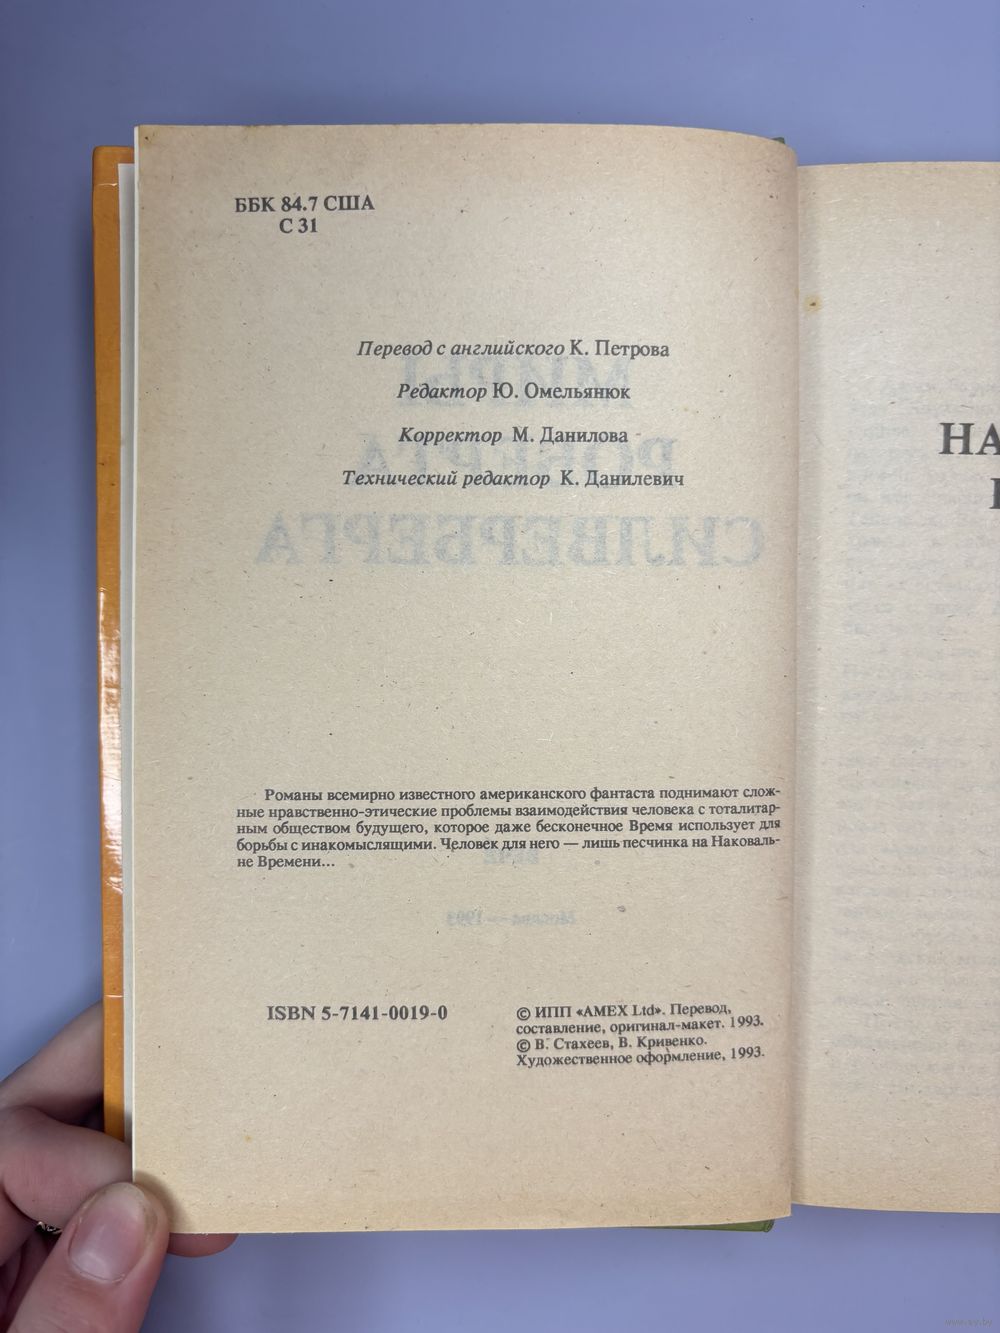 ББК 84.7 США
С 31
Перевод с английского К. Петрова
Редактор Ю. Омельянюк
Корректор М. Данилова
Технический редактор К. Данилевич
Романы всемирно известного американского фантаста поднимают слож-
ные нравственно-этические проблемы взаимодействия человека с тоталитар-
ным обществом будущего, которое даже бесконечное Время использует для
борьбы с инакомыслящими. Человек для него — лишь песчинка на Наковаль-
не Времени...
ISBN 5-7141-0019-0
© ИПП «AMEX Ltd». Перевод,
составление, оригинал-макет. 1993.
© В. Стахеев, В. Кривенко.
Художественное оформление, 1993.
НА